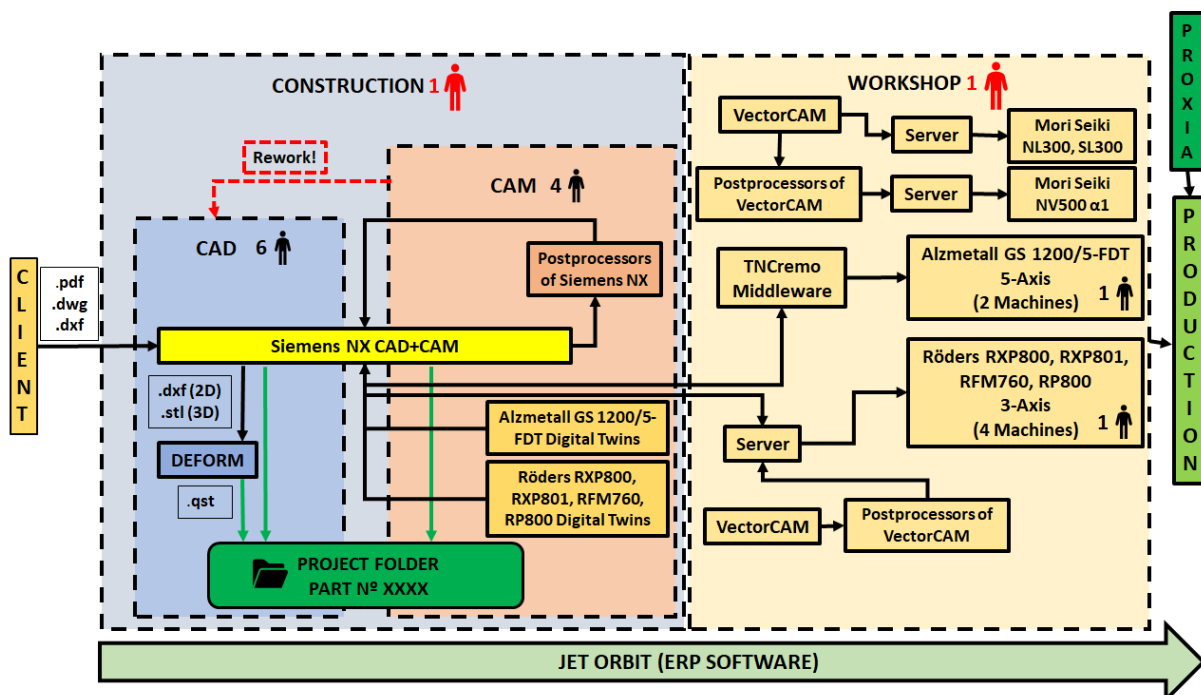 CLIENT
.pdf
.dwg
.dxf
CONSTRUCTION 1
Rework!
CAD 6
CAM 4
Postprocessors
of Siemens NX
Siemens NX CAD+CAM
.dxf (2D)
.stl (3D)
DEFORM
.qst
Alzmetall GS 1200/5-
FDT Digital Twins
Röders RXP800,
RXP801, RFM760,
RP800 Digital Twins
PROJECT FOLDER
PART Nº XXXX
WORKSHOP 1
VectorCAM
Server
Mori Seiki
NL300, SL300
Postprocessors of
VectorCAM
Server
Mori Seiki
NV500 α1
TNCremo
Middleware
Alzmetall GS 1200/5-FDT
5-Axis
(2 Machines)
1
Röders RXP800, RXP801,
RFM760, RP800
3-Axis
(4 Machines)
1
Server
VectorCAM
Postprocessors of
VectorCAM
PROXIA
PRODUCTION
JET ORBIT (ERP SOFTWARE)